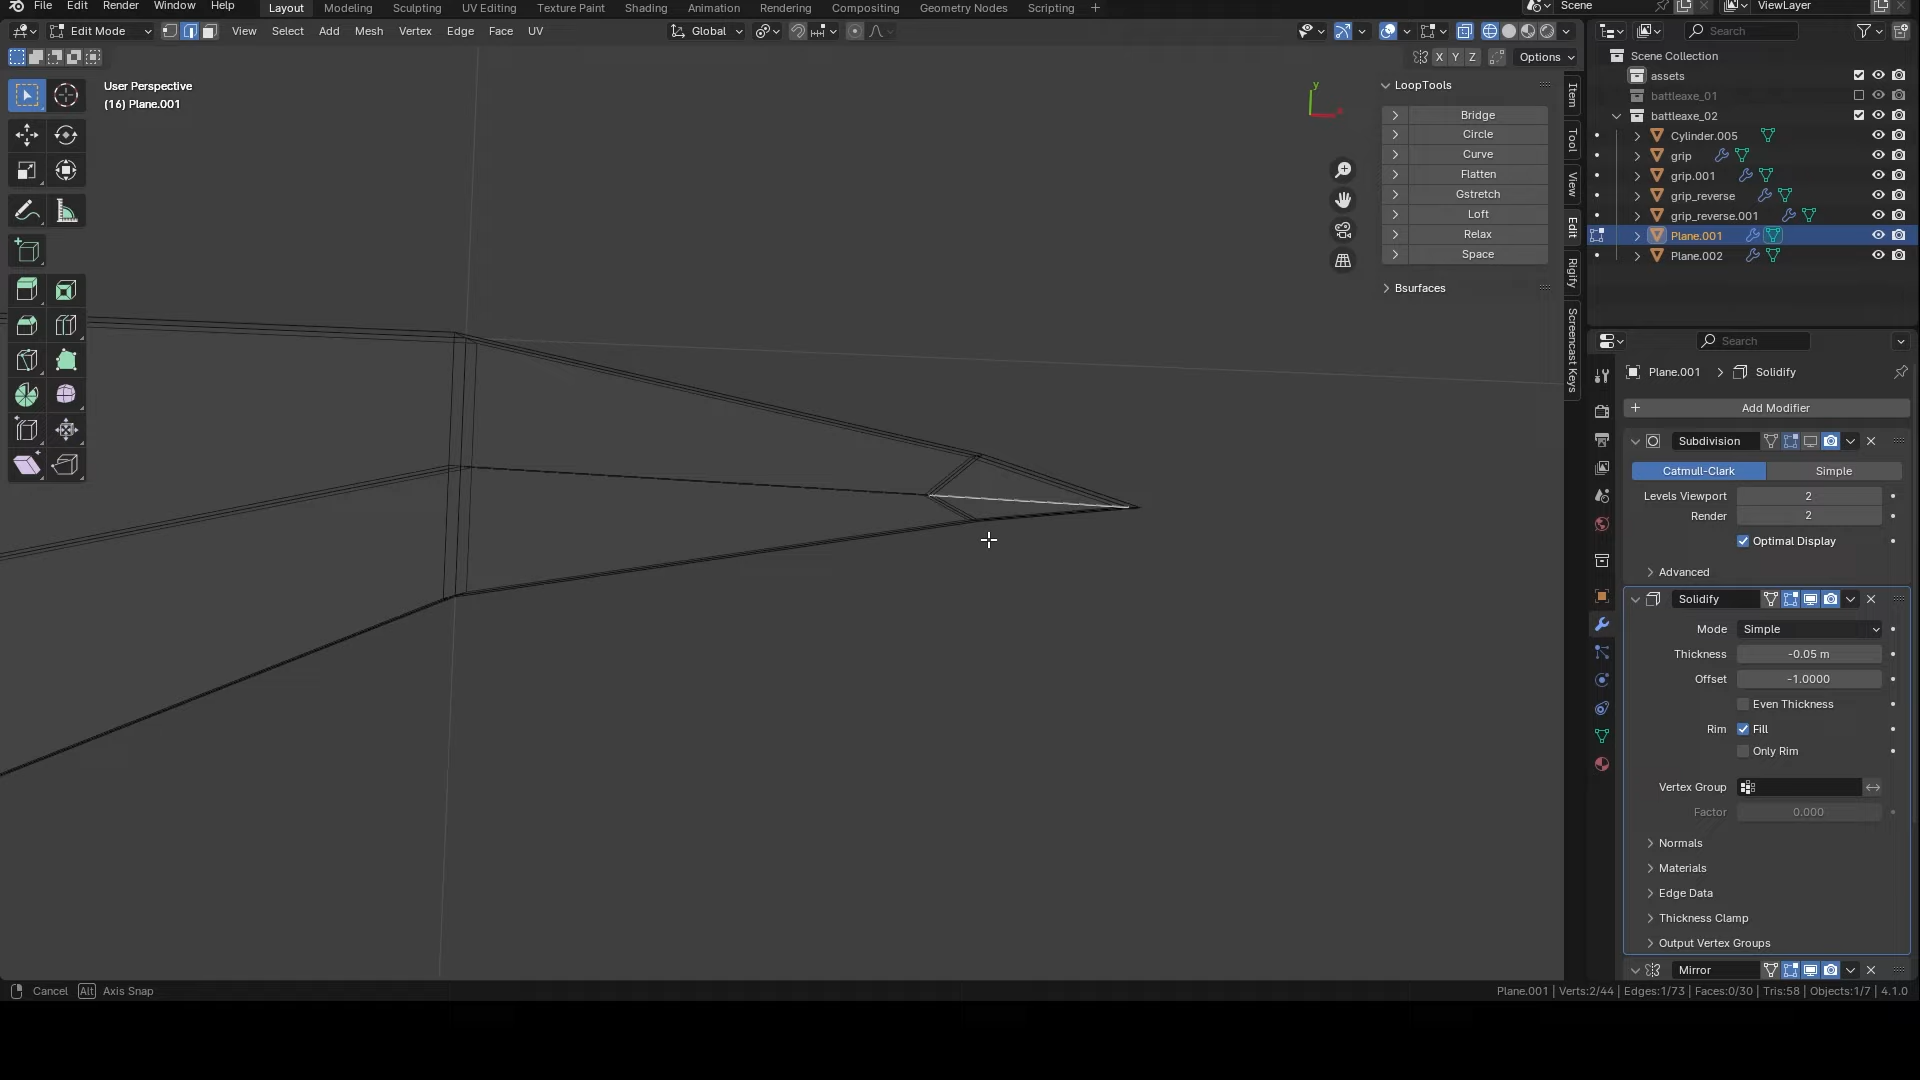 File Edit Render Window Help Layout Modeling Sculpting UV Editing Texture Paint Shading Animation Rendering Compositing Geometry Nodes Scripting + Scene ViewLayer
Edit Mode View Select Add Mesh Vertex Edge Face UV Global Search
X Y Z Options
User Perspective
(16) Plane.001
y
LoopTools
Bridge
Circle
Curve
Flatten
Gstretch
Loft
Relax
Space
Bsurfaces
Item
Tool
View
Edit
Rigify
Screencast Keys
Scene Collection
assets
battleaxe_01
battleaxe_02
Cylinder.005
grip
grip.001
grip_reverse
grip_reverse.001
Plane.001
Plane.002
Search
Plane.001 > Solidify
+ Add Modifier
Subdivision
Catmull-Clark Simple
Levels Viewport 2
Render 2
Optimal Display
Advanced
Solidify
Mode Simple
Thickness -0.05 m
Offset -1.0000
Even Thickness
Rim Fill
Only Rim
Vertex Group
Factor 0.000
Normals
Materials
Edge Data
Thickness Clamp
Output Vertex Groups
Mirror
Cancel Alt Axis Snap Plane.001 | Verts:2/44 | Edges:1/73 | Faces:0/30 | Tris:58 | Objects:1/7 | 4.1.0